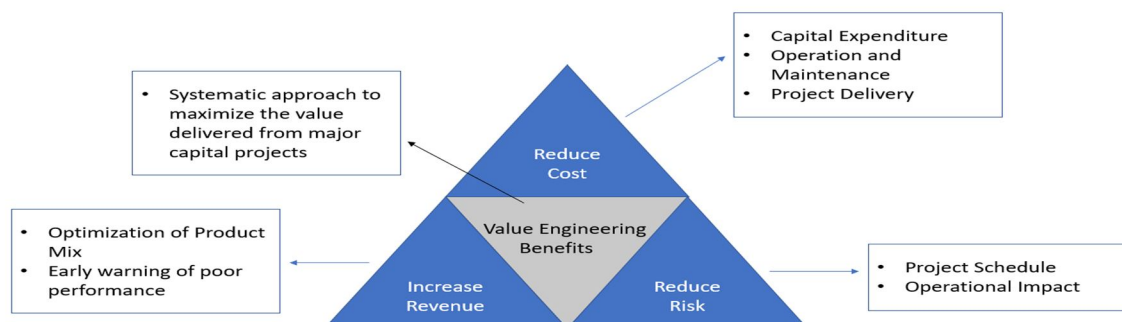 • Capital Expenditure
• Operation and
Maintenance
• Project Delivery
• Systematic approach to
maximize the value
delivered from major
capital projects
Reduce
Cost
Value Engineering
Benefits
• Optimization of Product
Mix
• Early warning of poor
performance
Increase
Revenue
Reduce
Risk
• Project Schedule
• Operational Impact